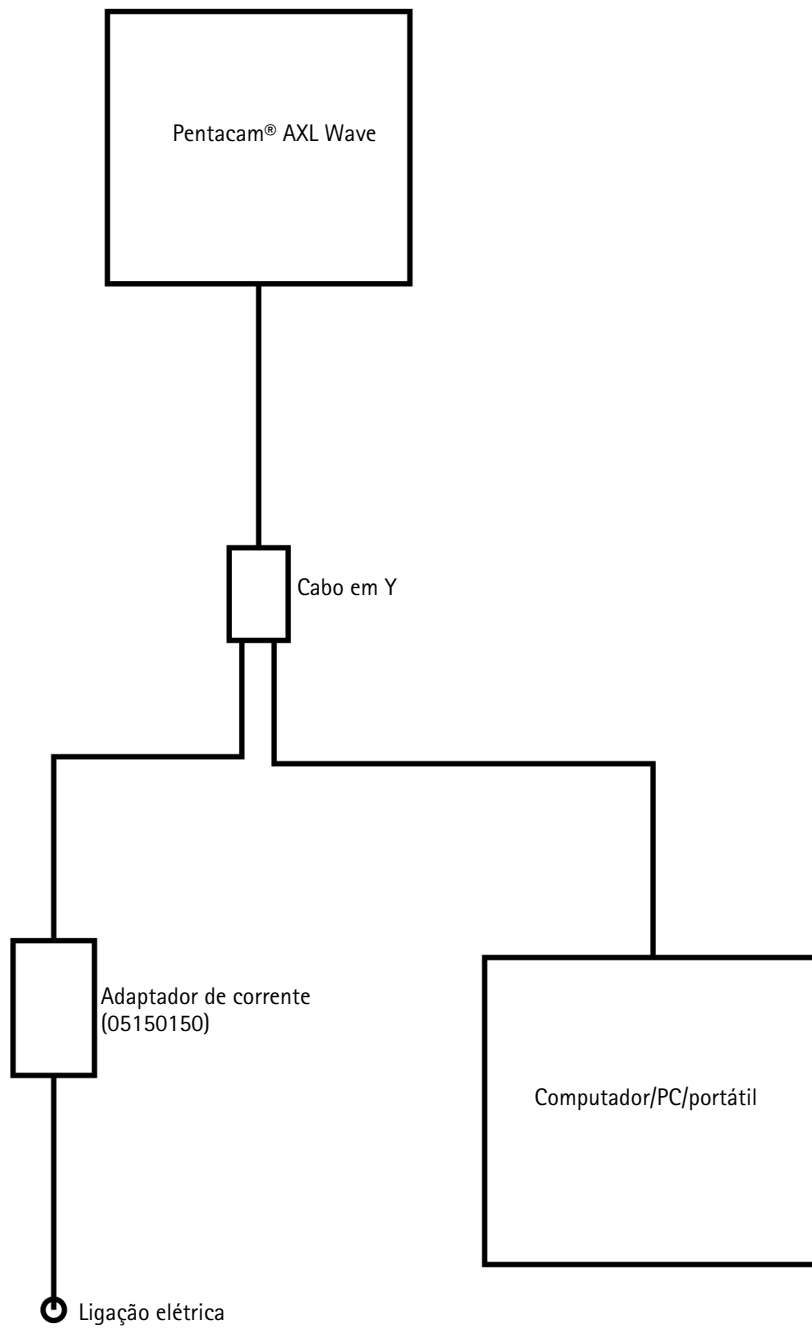 Pentacam® AXL Wave
Cabo em Y
Adaptador de corrente
(05150150)
Computador/PC/portátil
Ligação elétrica